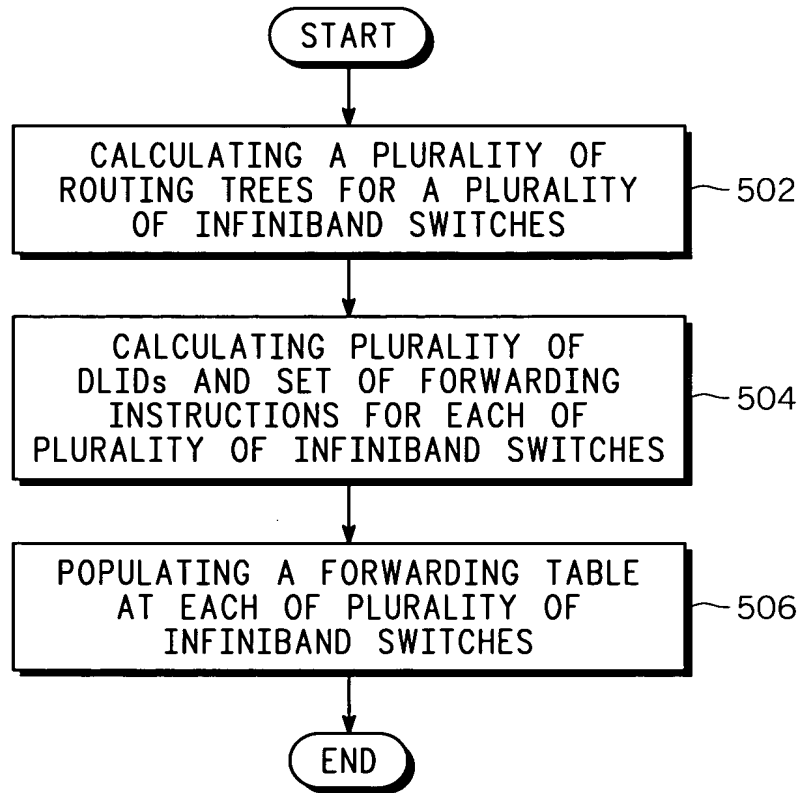 START
CALCULATING A PLURALITY OF
ROUTING TREES FOR A PLURALITY
OF INFINIBAND SWITCHES
502
CALCULATING PLURALITY OF
DLIDs AND SET OF FORWARDING
INSTRUCTIONS FOR EACH OF
PLURALITY OF INFINIBAND SWITCHES
504
POPULATING A FORWARDING TABLE
AT EACH OF PLURALITY OF
INFINIBAND SWITCHES
506
END